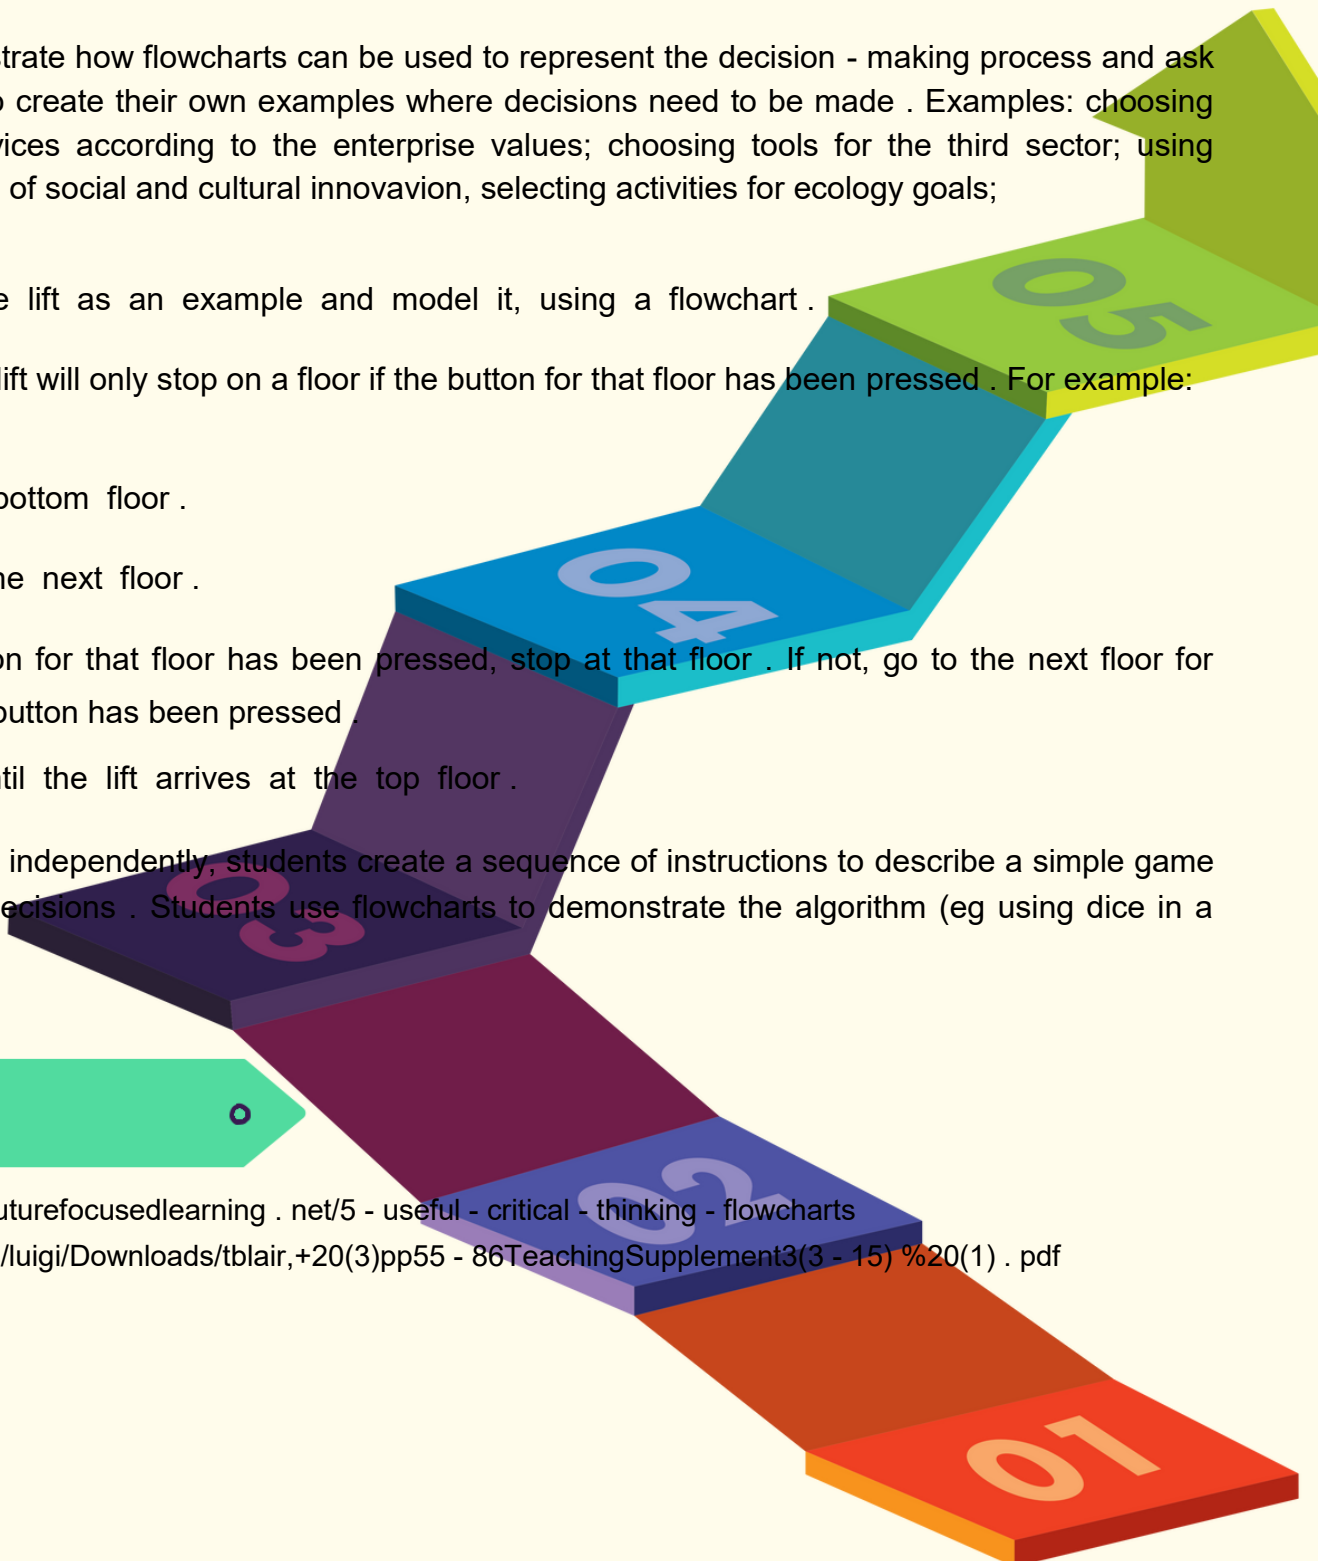 strate how flowcharts can be used to represent the decision - making process and ask
o create their own examples where decisions need to be made . Examples: choosing
vices according to the enterprise values; choosing tools for the third sector; using
of social and cultural innovavion, selecting activities for ecology goals;
05
e lift as an example and model it, using a flowchart .
lift will only stop on a floor if the button for that floor has been pressed . For example:
bottom floor .
04
he next floor .
on for that floor has been pressed, stop at that floor . If not, go to the next floor for
button has been pressed .
til the lift arrives at the top floor .
independently, students create a sequence of instructions to describe a simple game
ecisions . Students use flowcharts to demonstrate the algorithm (eg using dice in a
03
02
uturefocusedlearning . net/5 - useful - critical - thinking - flowcharts
/luigi/Downloads/tblair,+20(3)pp55 - 86TeachingSupplement3(3 - 15) %20(1) . pdf
01